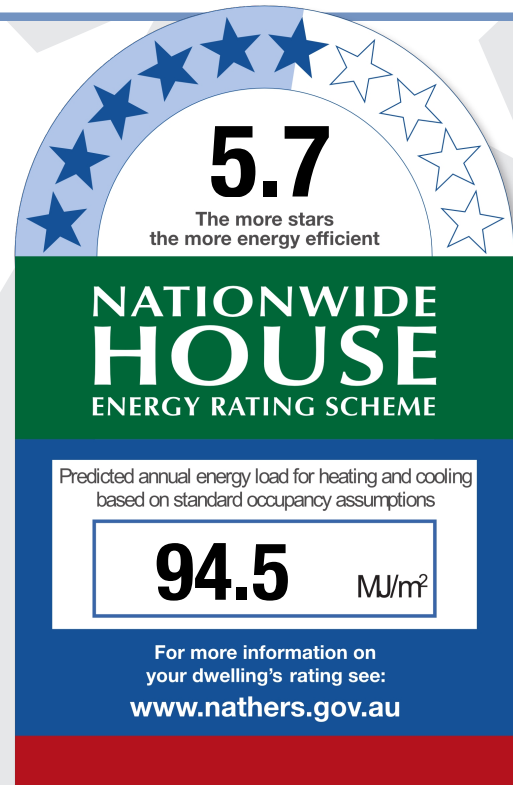 5.7
The more stars
the more energy efficient
NATIONWIDE
HOUSE
ENERGY RATING SCHEME
Predicted annual energy load for heating and cooling
based on standard occupancy assumptions
94.5 MJ/m²
For more information on
your dwelling's rating see:
www.nathers.gov.au